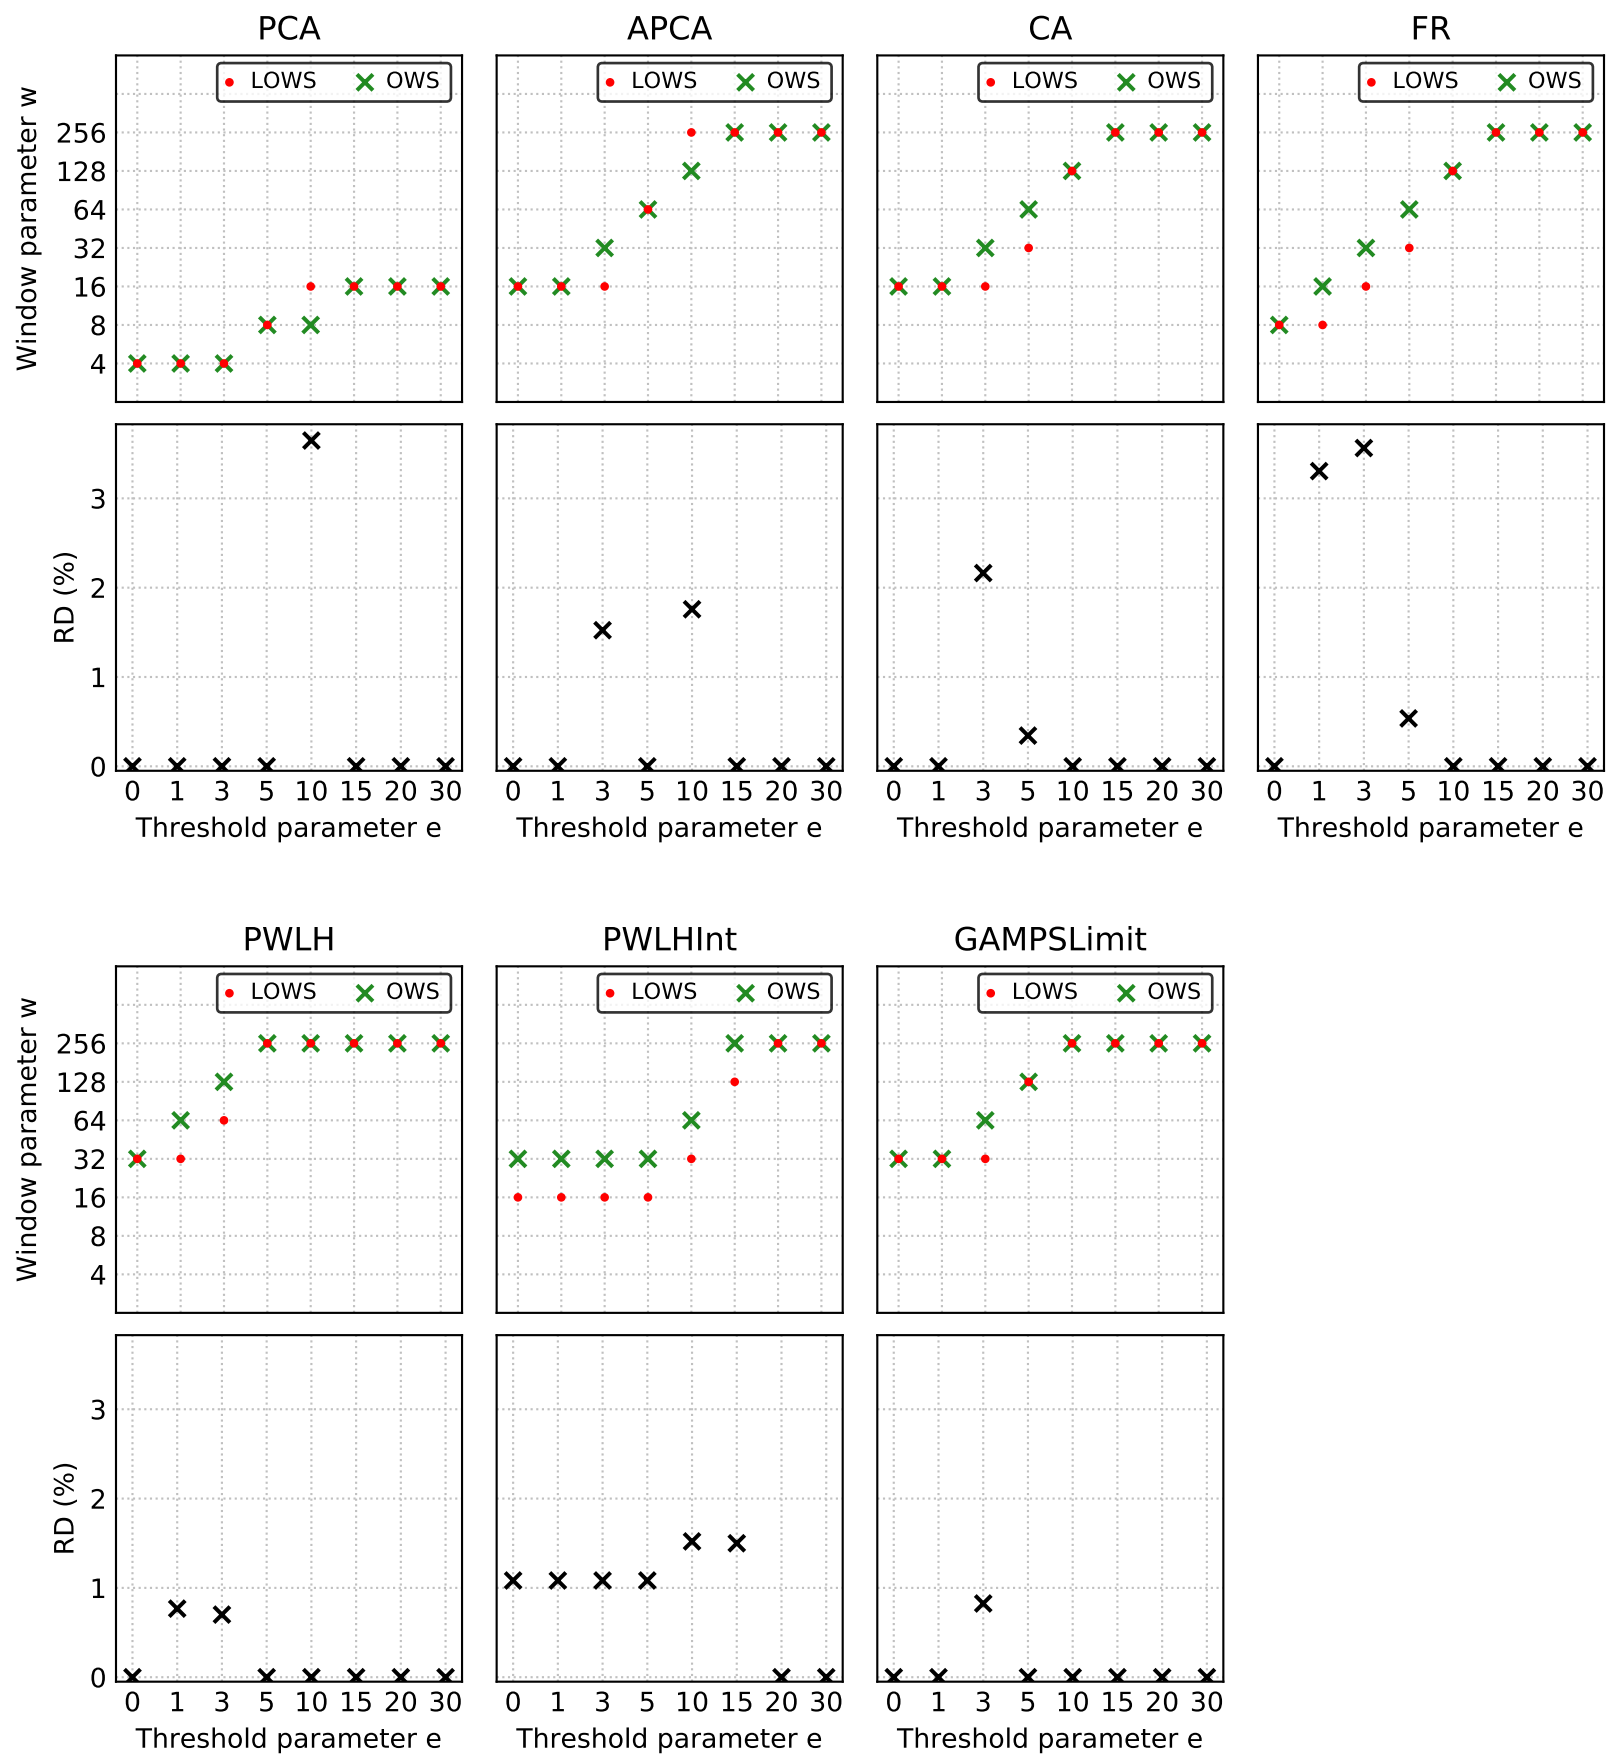 PCA APCA CA FR
LOWS OWS LOWS OWS LOWS OWS LOWS OWS
Window parameter w
256
128
64
32
16
8
4
RD (%)
3
2
1
0
0 1 3 5 10 15 20 30 0 1 3 5 10 15 20 30 0 1 3 5 10 15 20 30 0 1 3 5 10 15 20 30
Threshold parameter e Threshold parameter e Threshold parameter e Threshold parameter e
PWLH PWLHInt GAMPSLimit
LOWS OWS LOWS OWS LOWS OWS
Window parameter w
256
128
64
32
16
8
4
RD (%)
3
2
1
0
0 1 3 5 10 15 20 30 0 1 3 5 10 15 20 30 0 1 3 5 10 15 20 30
Threshold parameter e Threshold parameter e Threshold parameter e